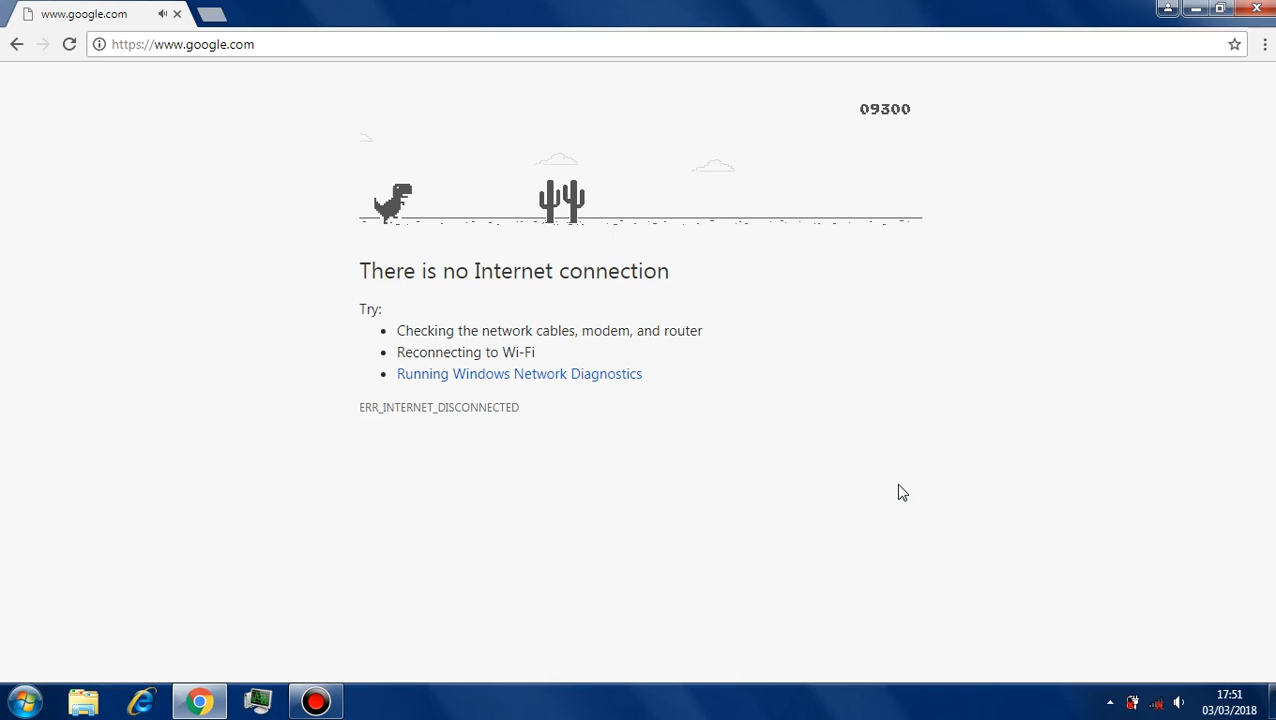 www.google.com
https://www.google.com
09300
There is no Internet connection
Try:
Checking the network cables, modem, and router
Reconnecting to Wi-Fi
Running Windows Network Diagnostics
ERR_INTERNET_DISCONNECTED
17:51
03/03/2018